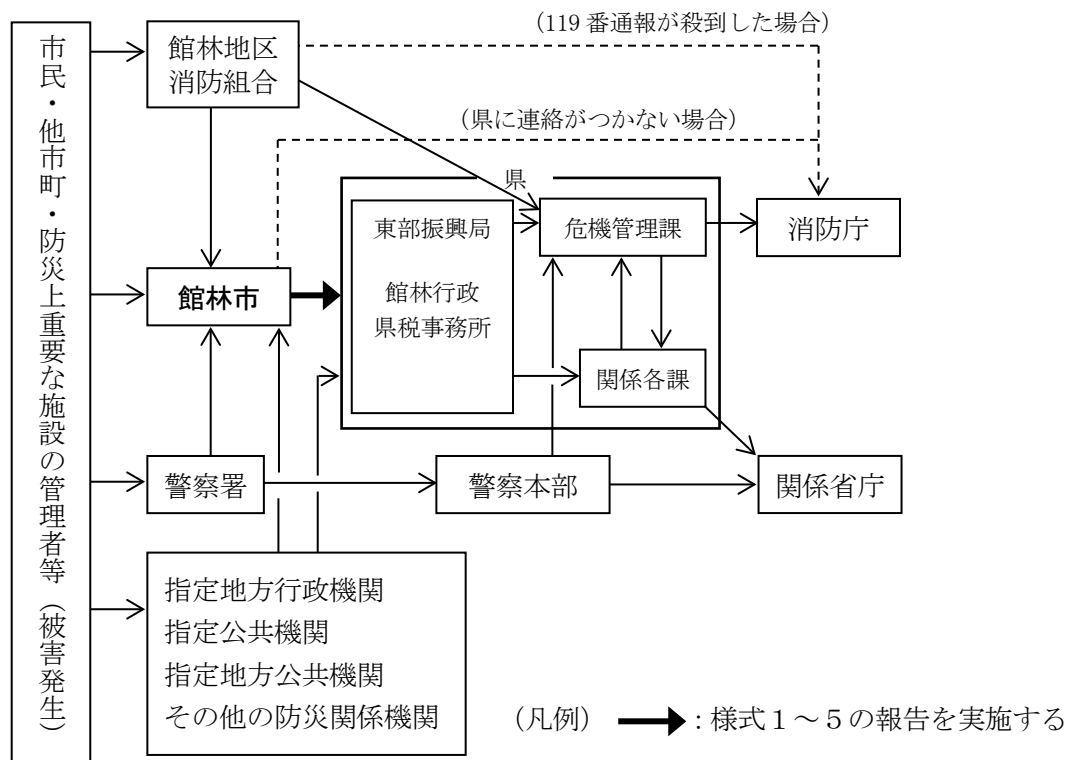 市民・他市町・防災上重要な施設の管理者等（被害発生）
館林地区
消防組合
（119番通報が殺到した場合）
（県に連絡がつかない場合）
県
東部振興局
館林行政
県税事務所
危機管理課
消防庁
館林市
関係各課
警察署
警察本部
関係省庁
指定地方行政機関
指定公共機関
指定地方公共機関
その他の防災関係機関
（凡例）：様式１～５の報告を実施する